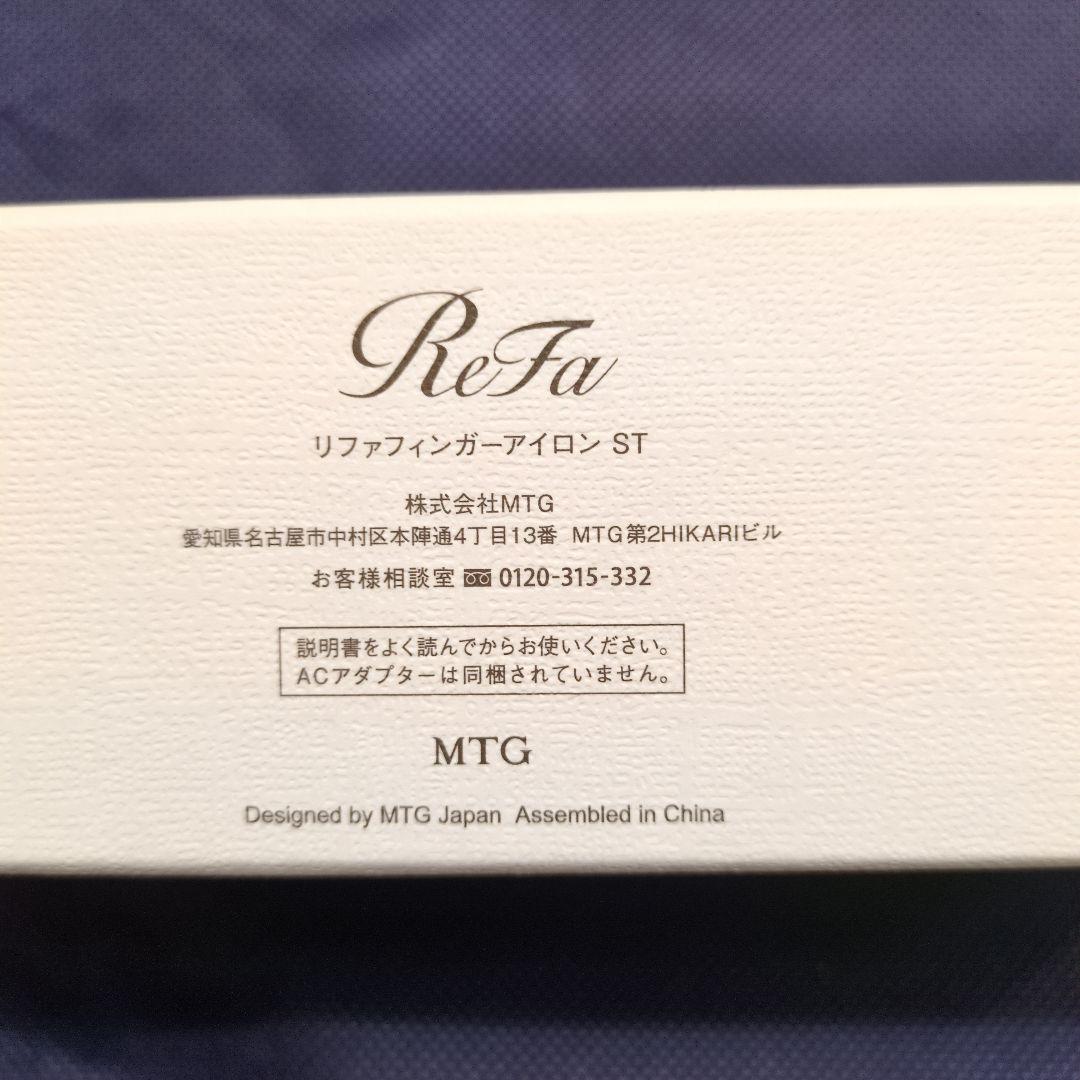 ReFa
リファフィンガーアイロン ST
株式会社MTG
愛知県名古屋市中村区本陣通4丁目13番 MTG第2HIKARIビル
お客様相談室 0120-315-332
説明書をよく読んでからお使いください。
ACアダプターは同梱されていません。
MTG
Designed by MTG Japan Assembled in China